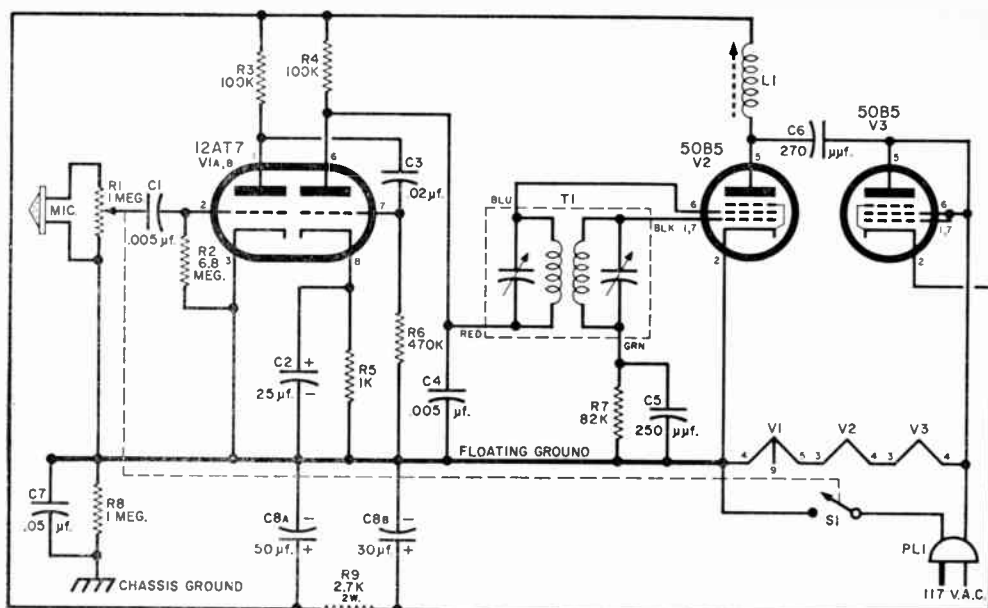 R3
100K
R4
100K
L1
50B5
V3
C6
270 μμf.
12AT7
V1A,B
50B5
V2
C3
.02μf.
6
5
5
MIC.
R1
1 MEG.
C1
.005 μf.
2
7
BLU
T1
6
BLK 1,7
6
1,7
R2
6.8
MEG.
3
8
2
2
RED
GRN
R6
470K
C2
+
25μf.
-
R5
1K
C4
.005 μf.
R7
82K
C5
250 μμf.
V1
V2
V3
FLOATING GROUND
4
9
5
3
4
3
4
C7
.05 μf.
R8
1 MEG.
C8A
-
50μf.
+
C8B
-
30μf.
+
S1
PL1
CHASSIS GROUND
R9
2.7K
2W.
117 V.A.C.